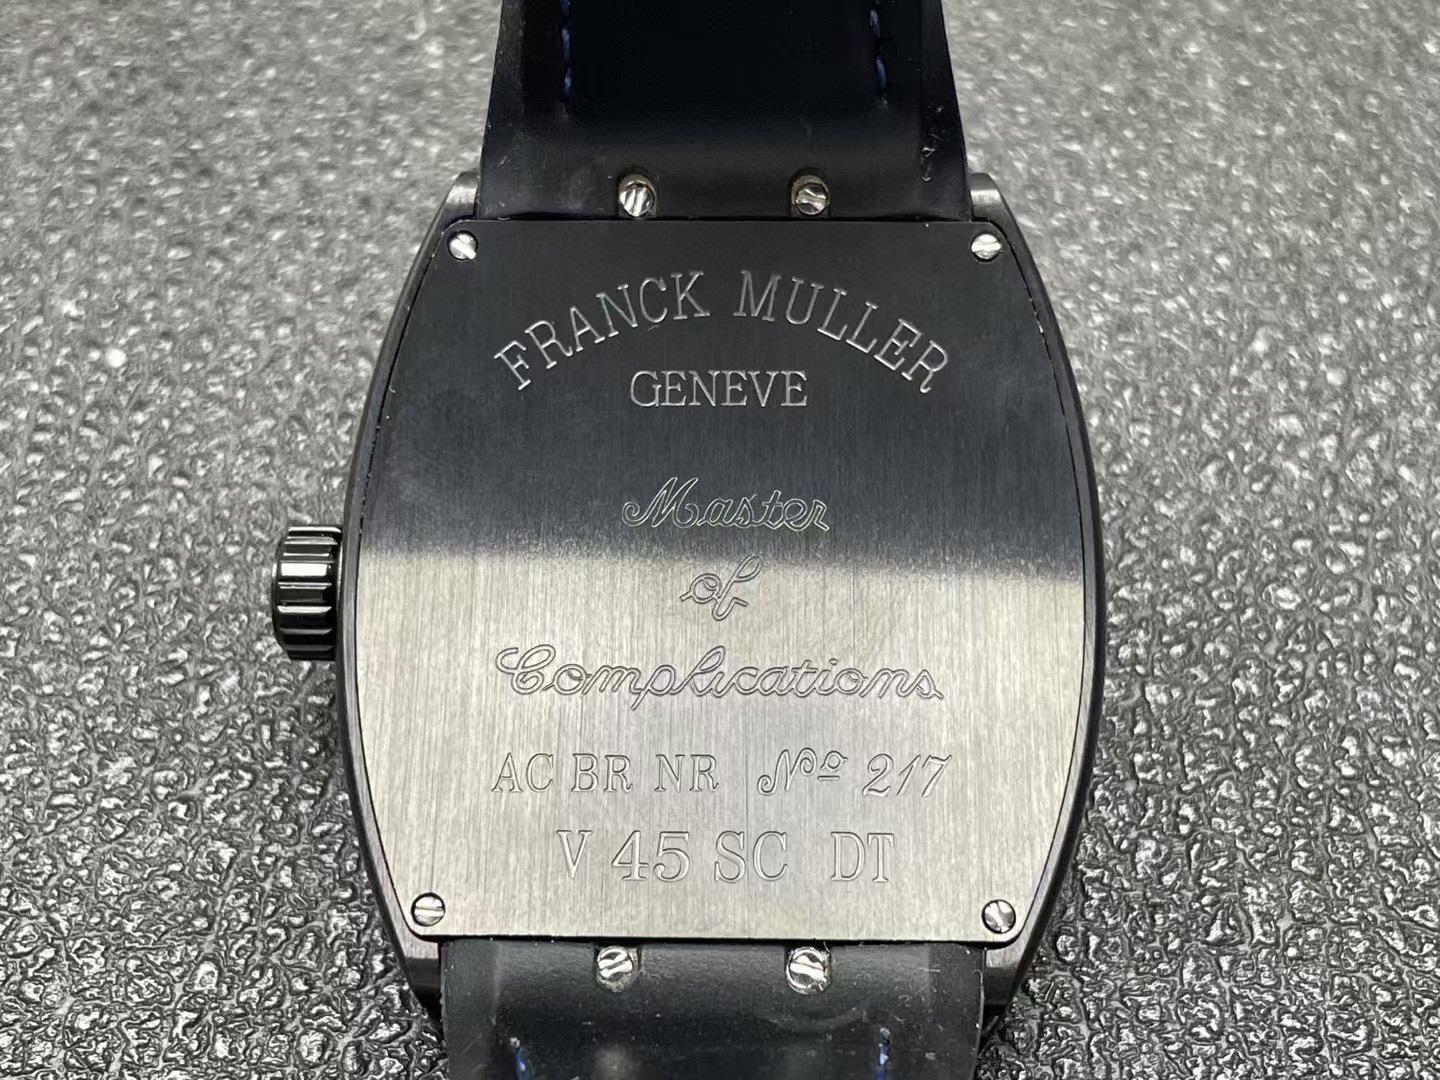 FRANCK MULLER
GENEVE
Master
of
Complications
AC BR NR Nº 217
V 45 SC DT